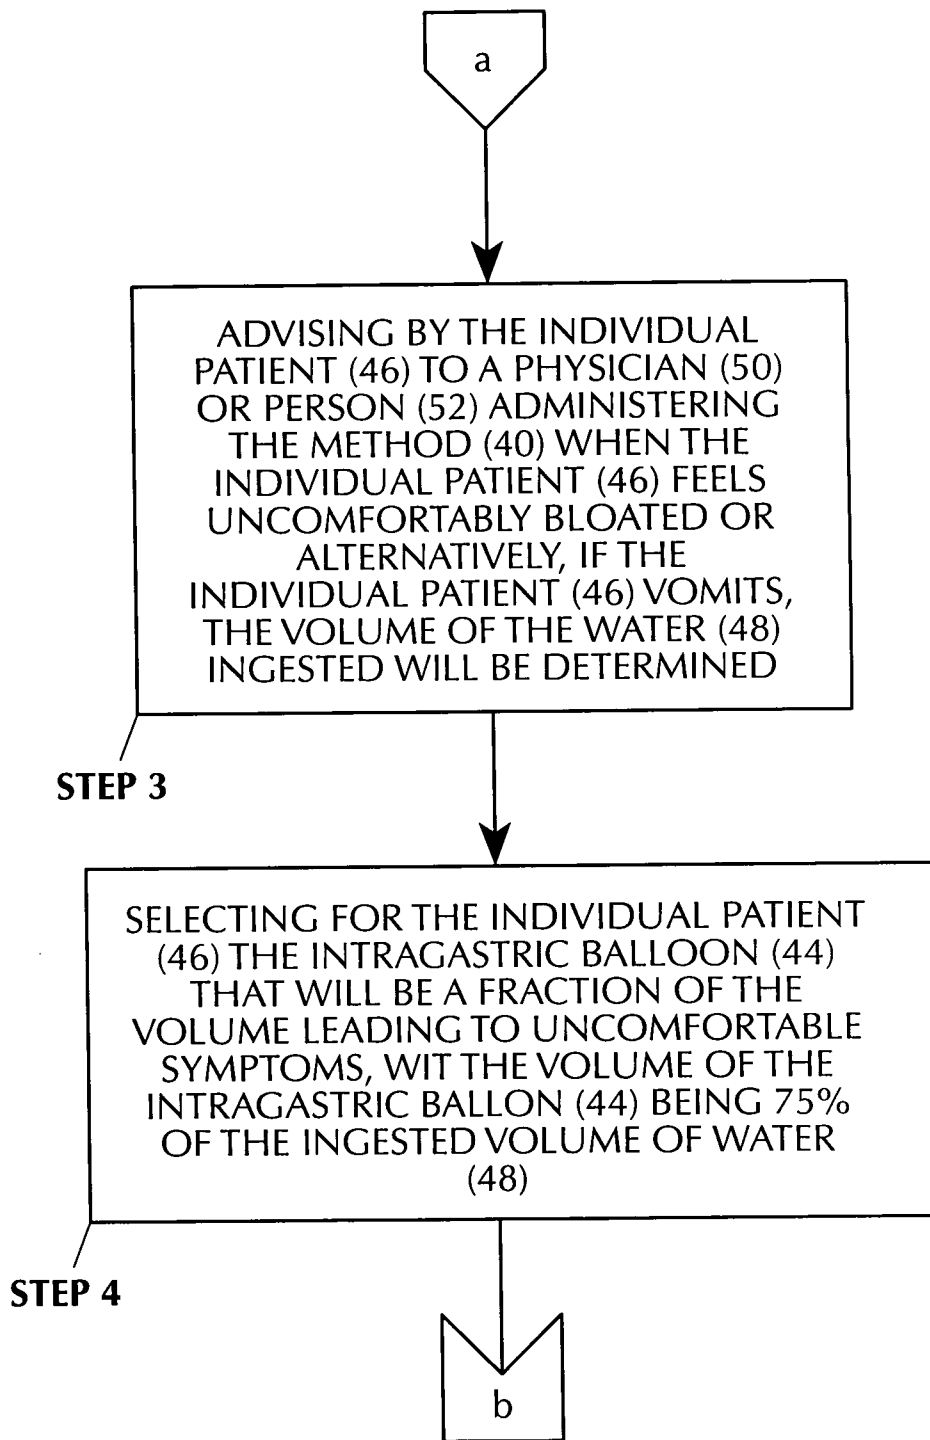 a
ADVISING BY THE INDIVIDUAL
PATIENT (46) TO A PHYSICIAN (50)
OR PERSON (52) ADMINISTERING
THE METHOD (40) WHEN THE
INDIVIDUAL PATIENT (46) FEELS
UNCOMFORTABLY BLOATED OR
ALTERNATIVELY, IF THE
INDIVIDUAL PATIENT (46) VOMITS,
THE VOLUME OF THE WATER (48)
INGESTED WILL BE DETERMINED
STEP 3
SELECTING FOR THE INDIVIDUAL PATIENT
(46) THE INTRAGASTRIC BALLOON (44)
THAT WILL BE A FRACTION OF THE
VOLUME LEADING TO UNCOMFORTABLE
SYMPTOMS, WIT THE VOLUME OF THE
INTRAGASTRIC BALLON (44) BEING 75%
OF THE INGESTED VOLUME OF WATER
(48)
STEP 4
b